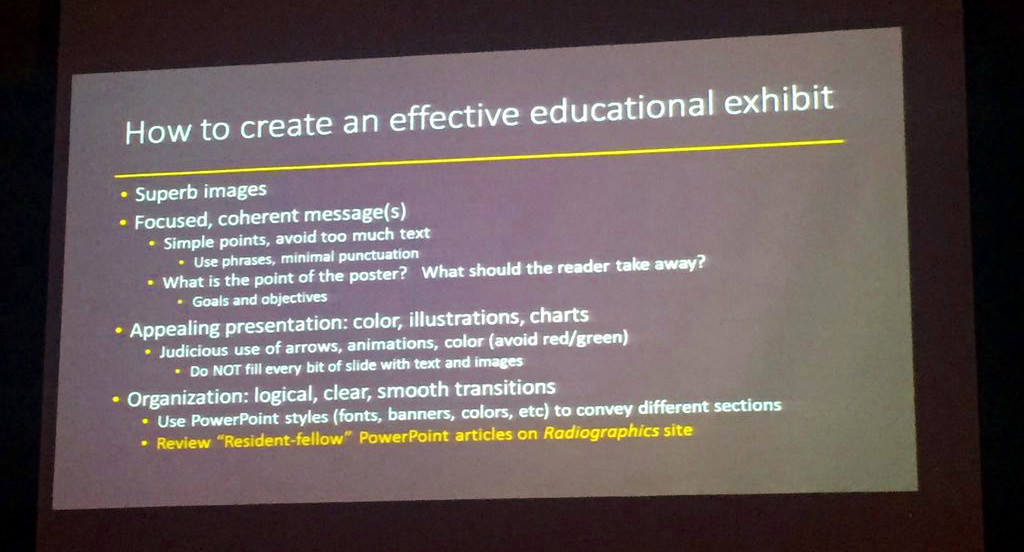 How to create an effective educational exhibit
• Superb images
• Focused, coherent message(s)
• Simple points, avoid too much text
• Use phrases, minimal punctuation
• What is the point of the poster? What should the reader take away?
• Goals and objectives
• Appealing presentation: color, illustrations, charts
• Judicious use of arrows, animations, color (avoid red/green)
• Do NOT fill every bit of slide with text and images
• Organization: logical, clear, smooth transitions
• Use PowerPoint styles (fonts, banners, colors, etc) to convey different sections
• Review “Resident-fellow” PowerPoint articles on Radiographics site